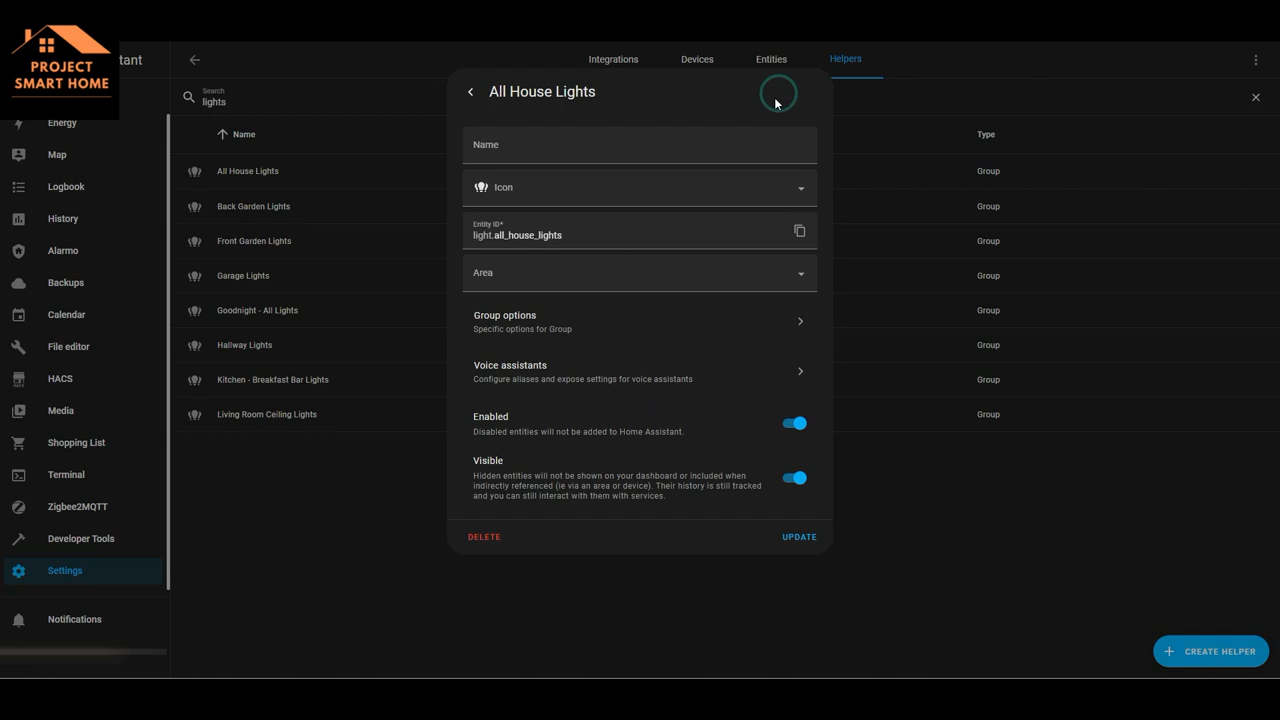 PROJECT
SMART HOME
tant
Energy
Map
Logbook
History
Alarmo
Backups
Calendar
File editor
HACS
Media
Shopping List
Terminal
Zigbee2MQTT
Developer Tools
Settings
Notifications
Integrations
Devices
Entities
Helpers
Search
lights
Name
Type
All House Lights
Group
Back Garden Lights
Group
Front Garden Lights
Group
Garage Lights
Group
Goodnight - All Lights
Group
Hallway Lights
Group
Kitchen - Breakfast Bar Lights
Group
Living Room Ceiling Lights
Group
All House Lights
Name
Icon
Entity ID*
light.all_house_lights
Area
Group options
Specific options for Group
Voice assistants
Configure aliases and expose settings for voice assistants
Enabled
Disabled entities will not be added to Home Assistant.
Visible
Hidden entities will not be shown on your dashboard or included when
indirectly referenced (ie via an area or device). Their history is still tracked
and you can still interact with them with services.
DELETE
UPDATE
CREATE HELPER